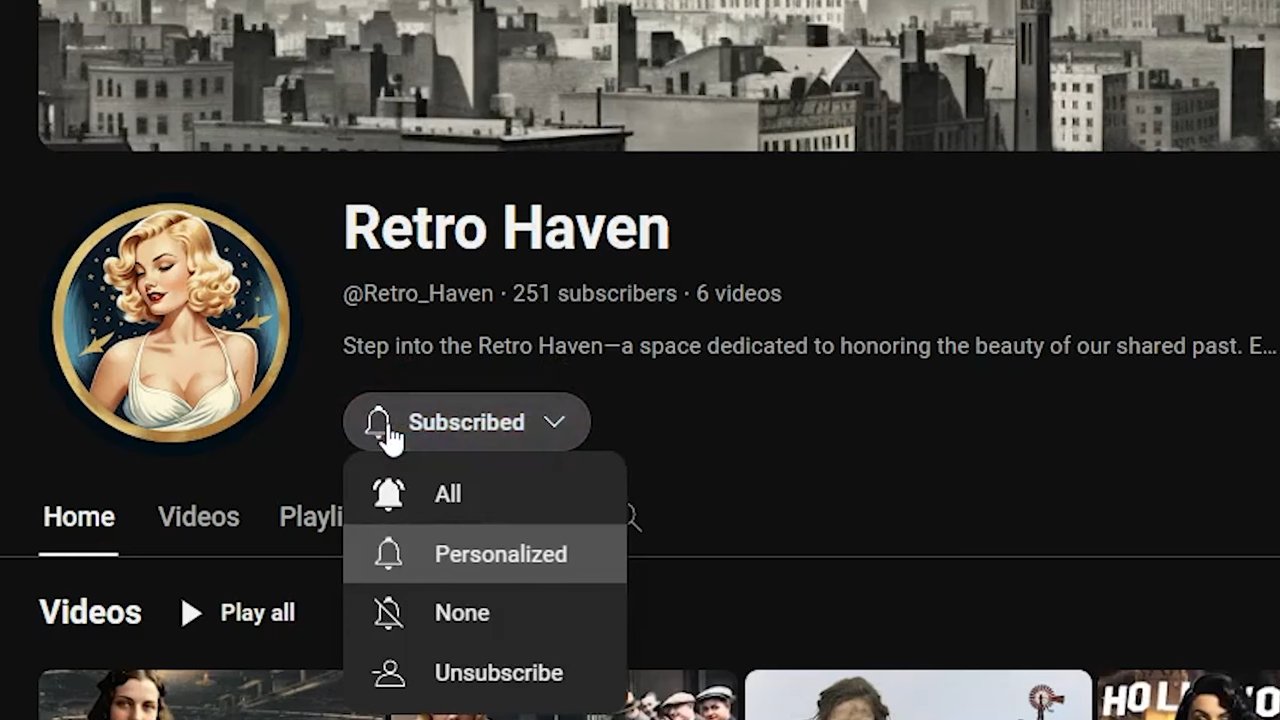 Retro Haven
@Retro_Haven · 251 subscribers · 6 videos
Step into the Retro Haven—a space dedicated to honoring the beauty of our shared past. E...
Subscribed
All
Home Videos Playli
Personalized
Videos Play all
None
Unsubscribe